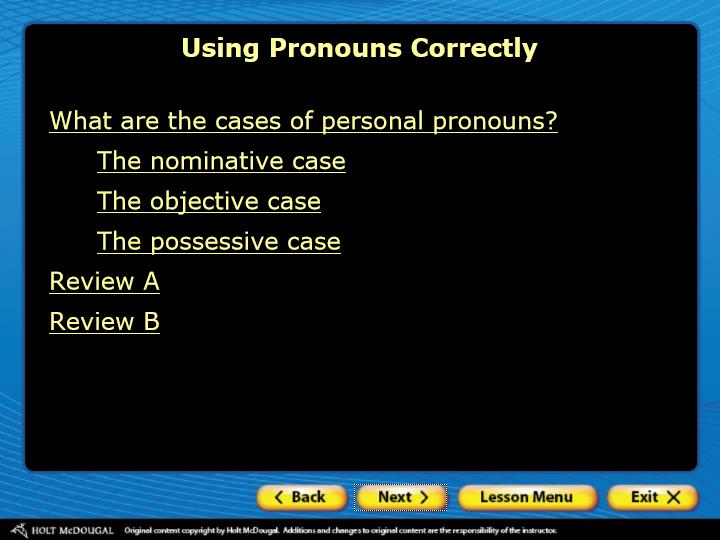 Using Pronouns Correctly
What are the cases of personal pronouns?
The nominative case
The objective case
The possessive case
Review A
Review B
Back
Next
Lesson Menu
Exit
HOLT McDOUGAL
Original content copyright by Holt McDougal. Additions and changes to original content are the responsibility of the instructor.